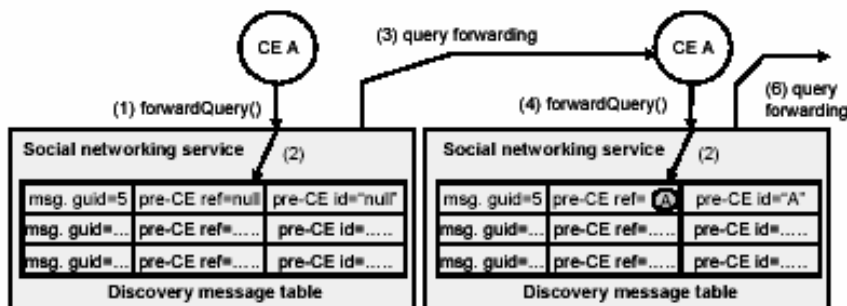 CE A
(3) query forwarding
CE A
(1) forwardQuery()
(4) forwardQuery()
(6) query
forwarding
Social networking service
(2)
msg. guid=5 pre-CE ref=null pre-CE id="null"
msg. guid=... pre-CE ref=..... pre-CE id=.....
msg. guid=... pre-CE ref=..... pre-CE id=.....
Discovery message table
Social networking service
(2)
msg. guid=5 pre-CE ref= A pre-CE id="A"
msg. guid=... pre-CE ref=..... pre-CE id=.....
msg. guid=... pre-CE ref=..... pre-CE id=.....
Discovery message table